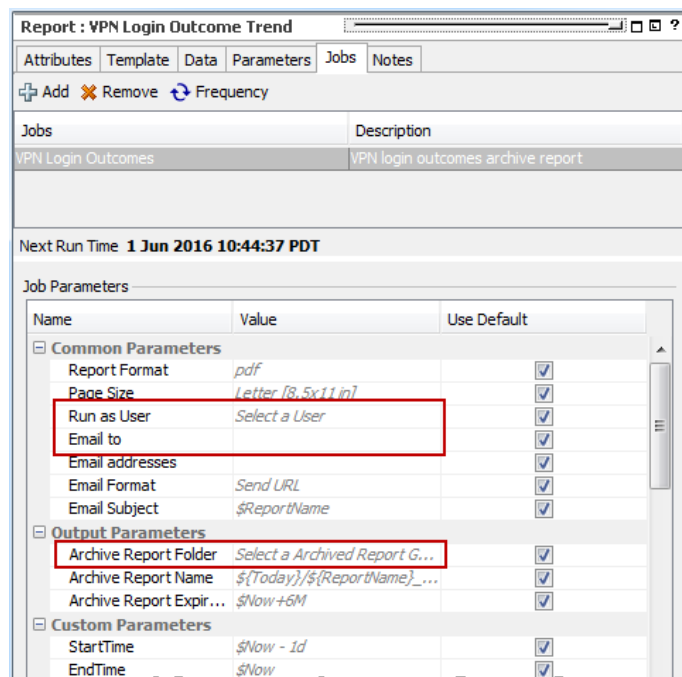 Report : VPN Login Outcome Trend ?
Attributes Template Data Parameters Jobs Notes
Add Remove Frequency
Jobs Description
VPN Login Outcomes VPN login outcomes archive report
Next Run Time 1 Jun 2016 10:44:37 PDT
Job Parameters
Name Value Use Default
Common Parameters
Report Format pdf
Page Size Letter [8.5x11 in]
Run as User Select a User
Email to
Email addresses
Email Format Send URL
Email Subject $ReportName
Output Parameters
Archive Report Folder Select a Archived Report G...
Archive Report Name ${Today}/${ReportName}_...
Archive Report Expir... $Now+6M
Custom Parameters
StartTime $Now - 1d
EndTime $Now